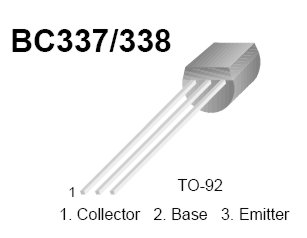 BC337/338
1
TO-92
1. Collector 2. Base 3. Emitter